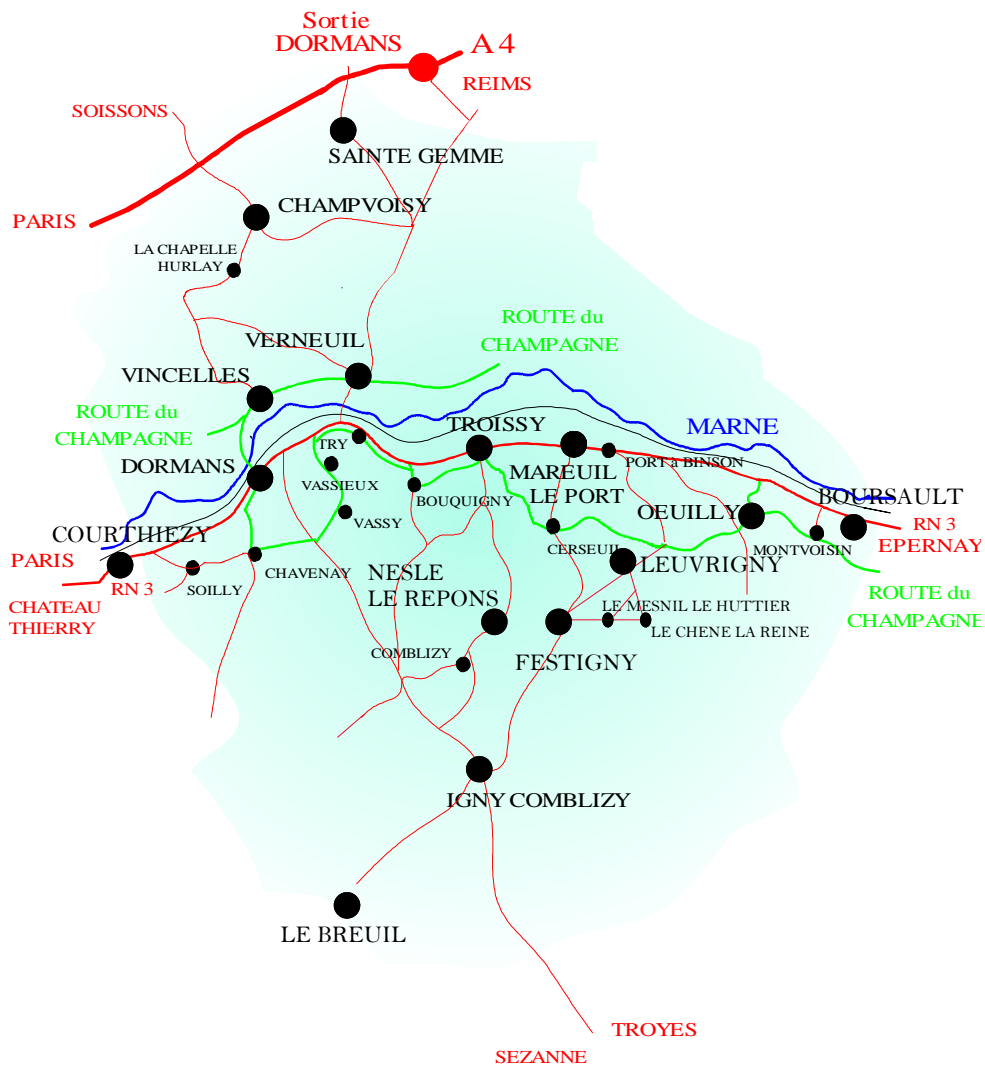 Sortie
DORMANS
A 4
REIMS
SOISSONS
SAINTE GEMME
CHAMPVOISY
PARIS
LA CHAPELLE
HURLAY
ROUTE du
CHAMPAGNE
VERNEUIL
VINCELLES
ROUTE du
CHAMPAGNE
MARNE
TROISSY
TRY
DORMANS
VASSIEUX
MAREUIL
LE PORT
PORT à BINSON
BOUQUIGNY
BOURSAULT
OEUILLY
VASSY
COURTHIEZY
RN 3
EPERNAY
CERSEUIL
MONTVOISIN
PARIS
CHAVENAY
LEUVRIGNY
NESLE
LE REPONS
SOILLY
RN 3
ROUTE du
CHAMPAGNE
CHATEAU
THIERRY
LE MESNIL LE HUTTIER
LE CHENE LA REINE
COMBLIZY
FESTIGNY
IGNY COMBLIZY
LE BREUIL
TROYES
SEZANNE